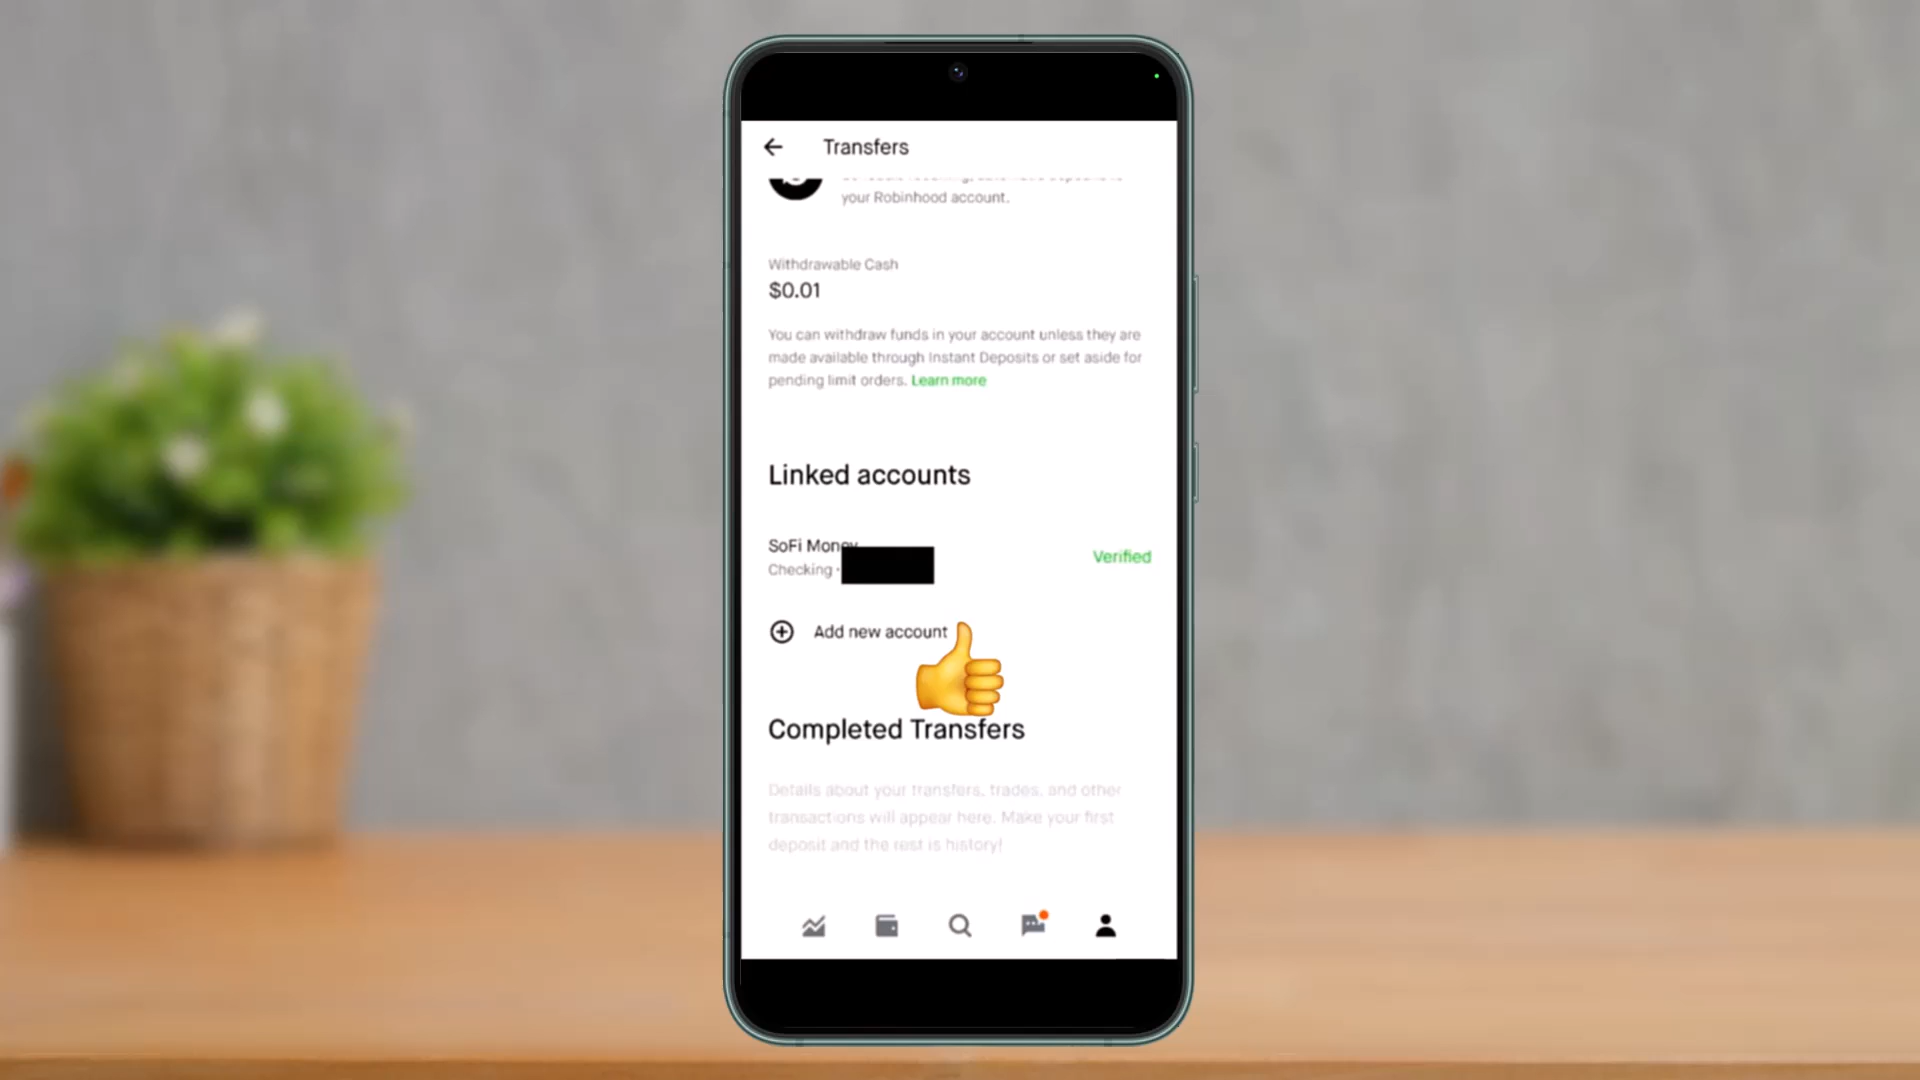 Transfers
your Robinhood account.
Withdrawable Cash
$0.01
You can withdraw funds in your account unless they are
made available through Instant Deposits or set aside for
pending limit orders. Learn more
Linked accounts
SoFi Money
Checking ·
Verified
Add new account
Completed Transfers
Details about your transfers, trades, and other
transactions will appear here. Make your first
deposit and the rest is history!